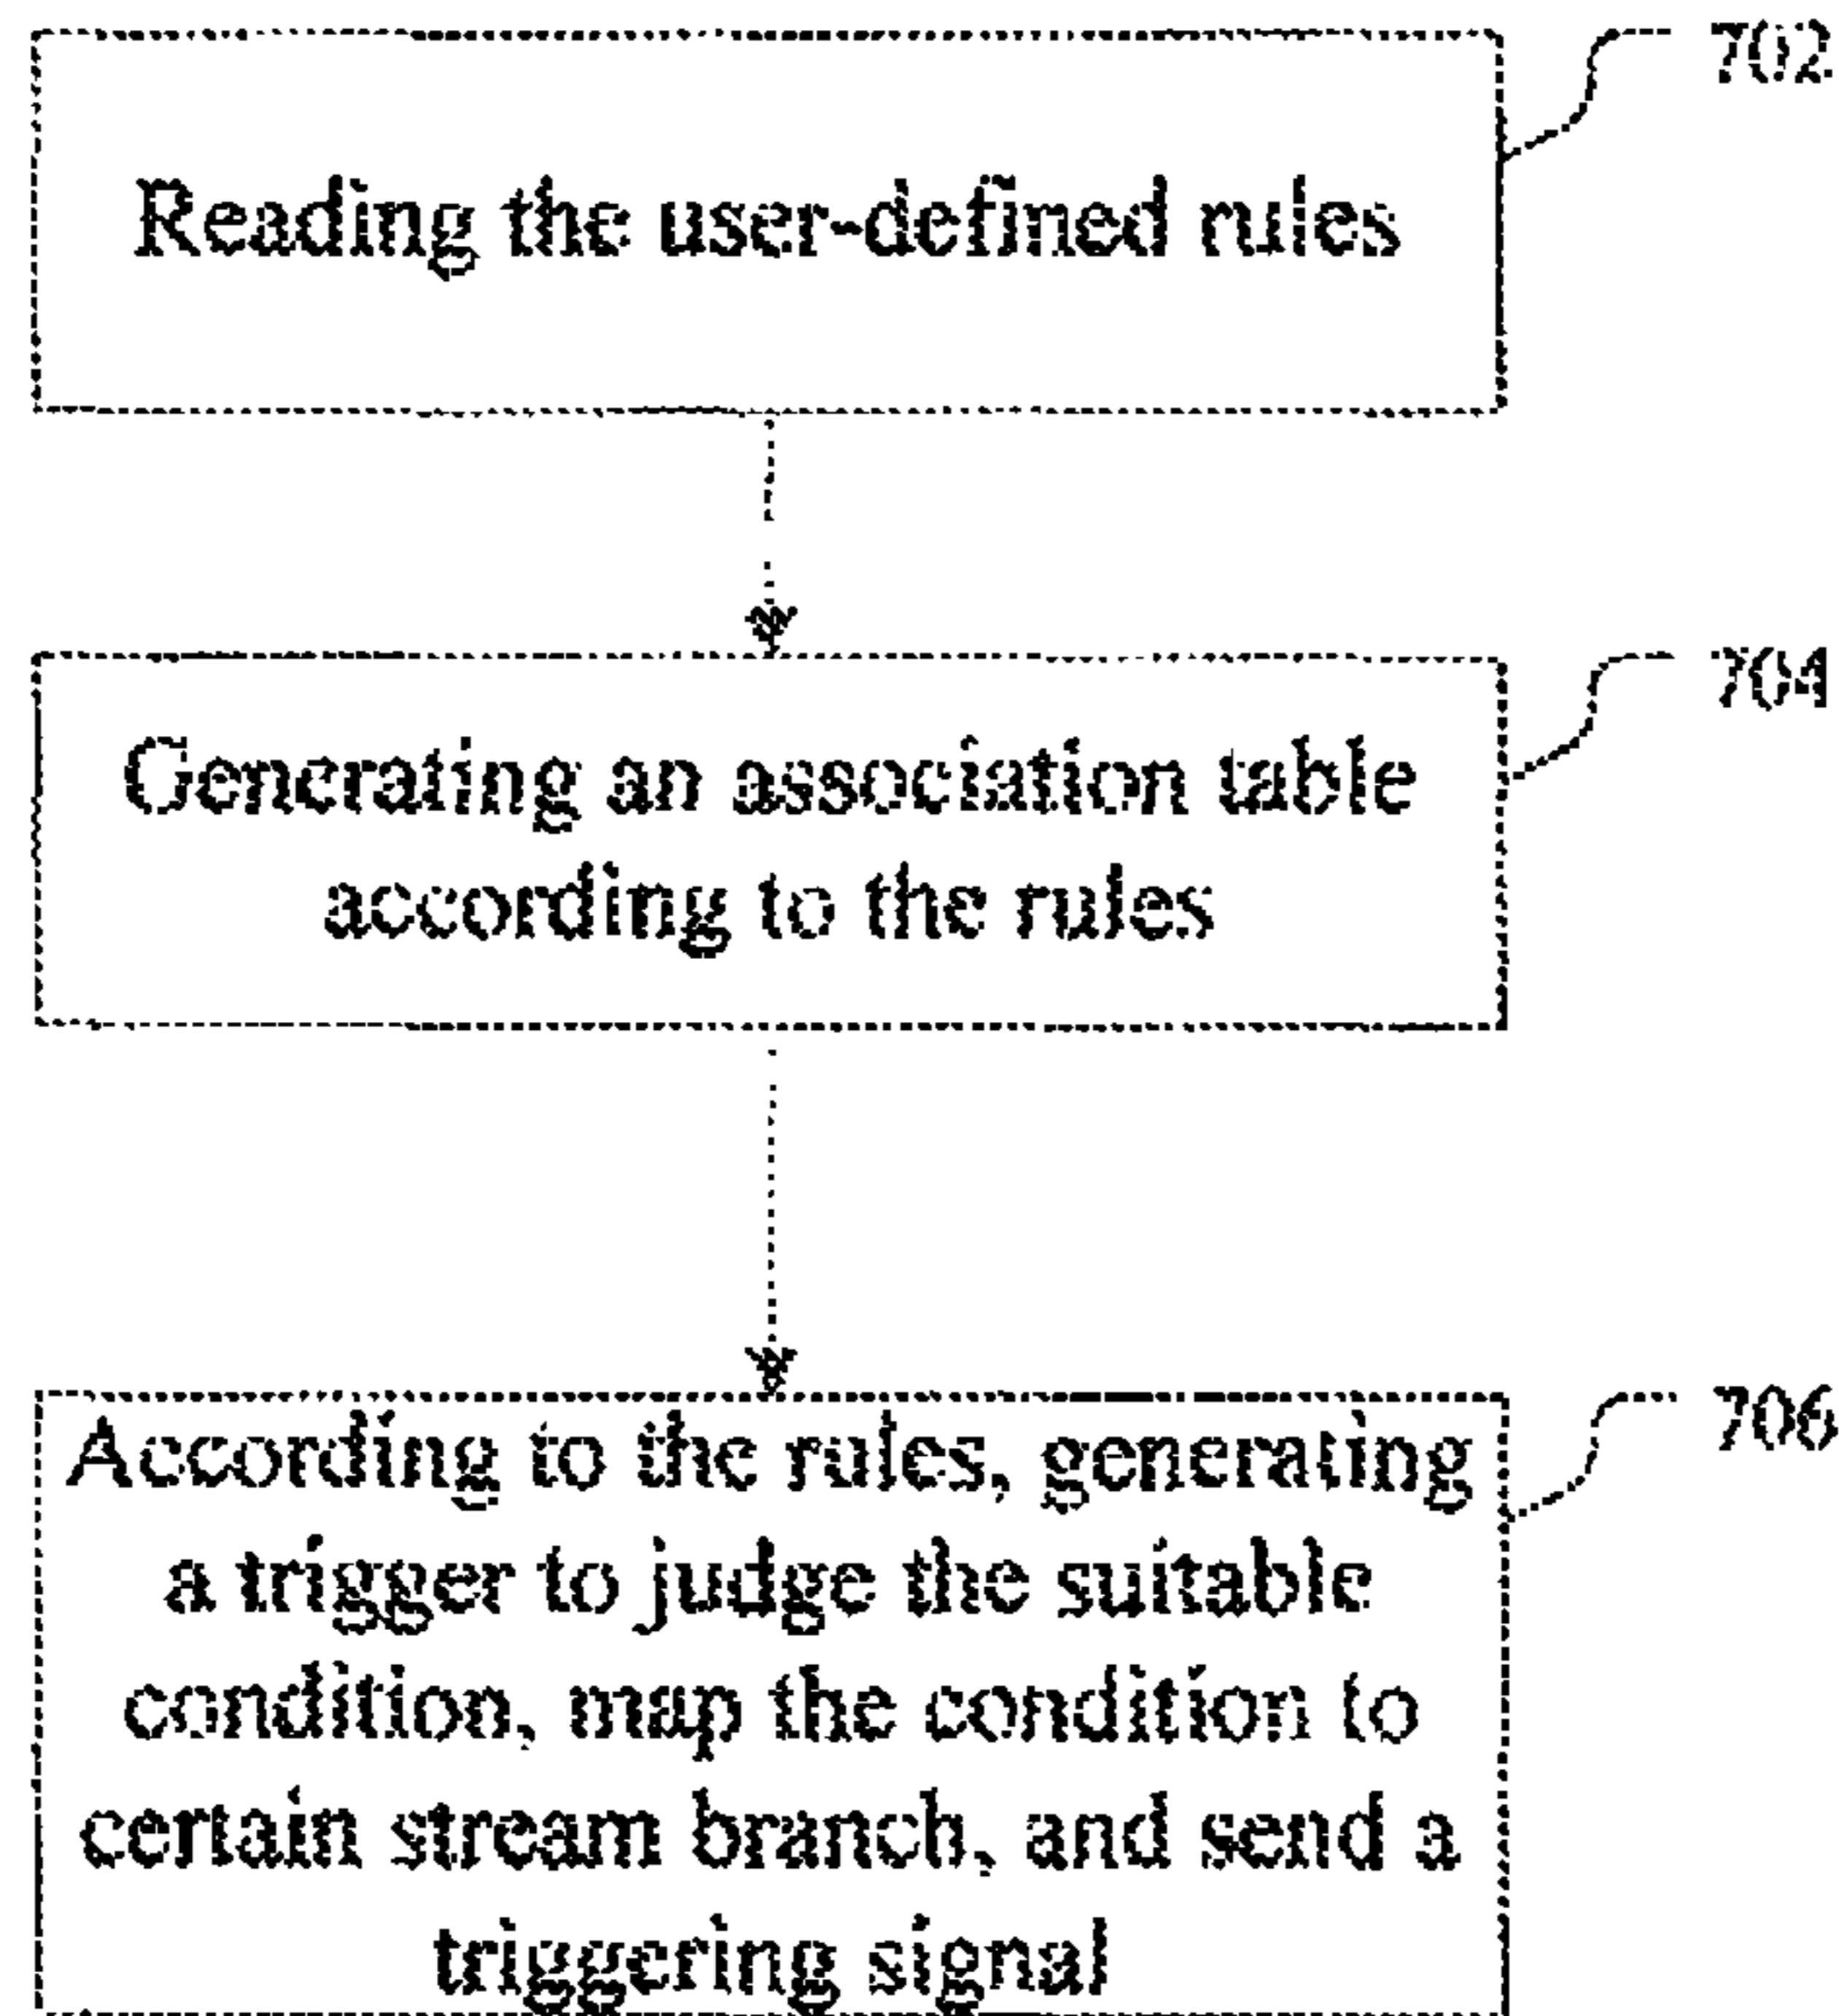 702
Reading the user-defined rules
704
Generating an association table
according to the rules
706
According to the rules, generating
a trigger to judge the suitable
condition, map the condition to
certain stream branch, and send a
triggering signal